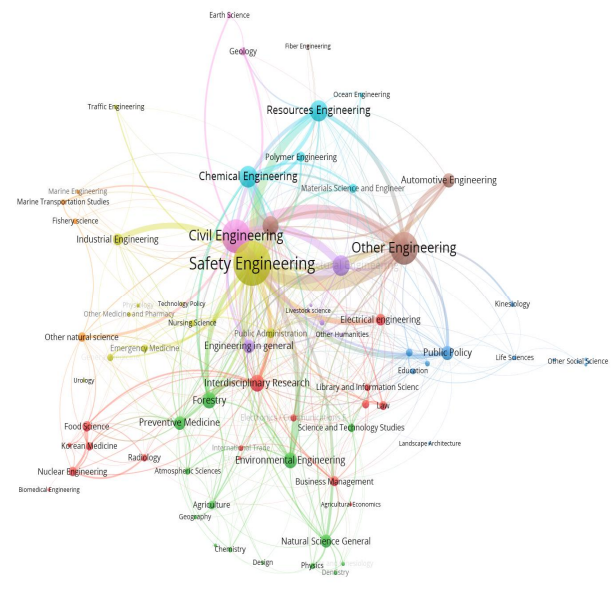 Earth Science
Fiber Engineering
Geology
Ocean Engineering
Traffic Engineering
Resources Engineering
Polymer Engineering
Chemical Engineering
Automotive Engineering
Materials Science and Engineer
Marine Engineering
Marine Transportation Studies
Fishery science
Industrial Engineering
Civil Engineering
Other Engineering
Safety Engineering
Kinesiology
Technology Policy
Livestock science
Other Medicine and Pharmacy
Nursing Science
Electrical engineering
Public Administration
Other Humanities
Other natural science
Emergency Medicine
Engineering in general
Public Policy
Life Sciences
Other Social Science
Education
Urology
Interdisciplinary Research
Library and Information Scienc
Forestry
Law
Preventive Medicine
Food Science
Science and Technology Studies
Korean Medicine
Landscape Architecture
International Trade
Radiology
Environmental Engineering
Nuclear Engineering
Atmospheric Sciences
Business Management
Biomedical Engineering
Agriculture
Agricultural Economics
Geography
Natural Science General
Chemistry
Design
Physics
Dentistry